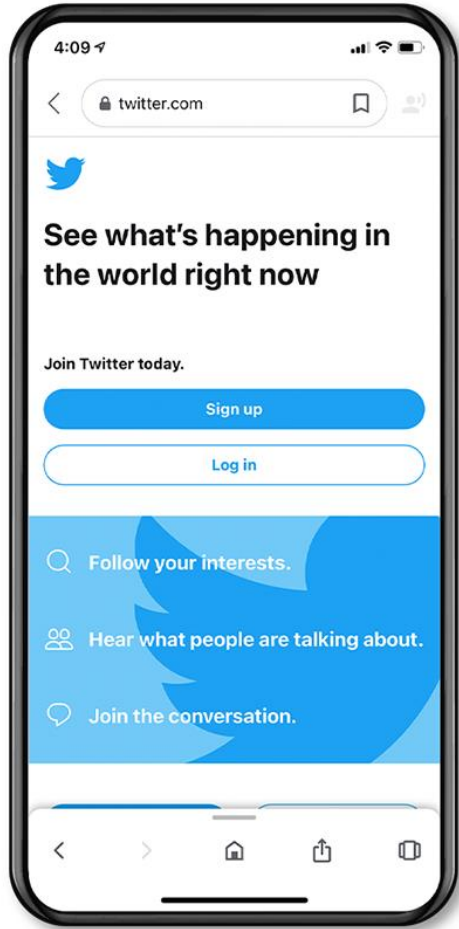 4:09
twitter.com
See what's happening in
the world right now
Join Twitter today.
Sign up
Log in
Follow your interests.
Hear what people are talking about.
Join the conversation.